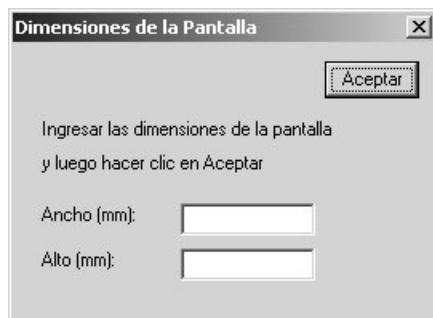 Dimensiones de la Pantalla
Aceptar
Ingresar las dimensiones de la pantalla
y luego hacer clic en Aceptar
Ancho (mm):
Alto (mm):